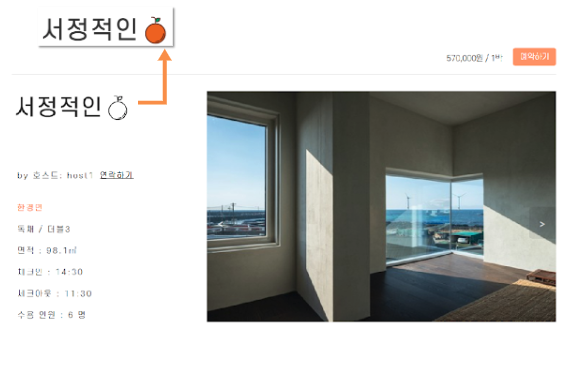 서정적인
570,000원 / 1박
예약하기
서정적인
by 호스트: host1 연락하기
한경면
독채 / 더블3
면적 : 98.1㎡
체크인 : 14:30
체크아웃 : 11:30
수용 인원 : 6 명
>